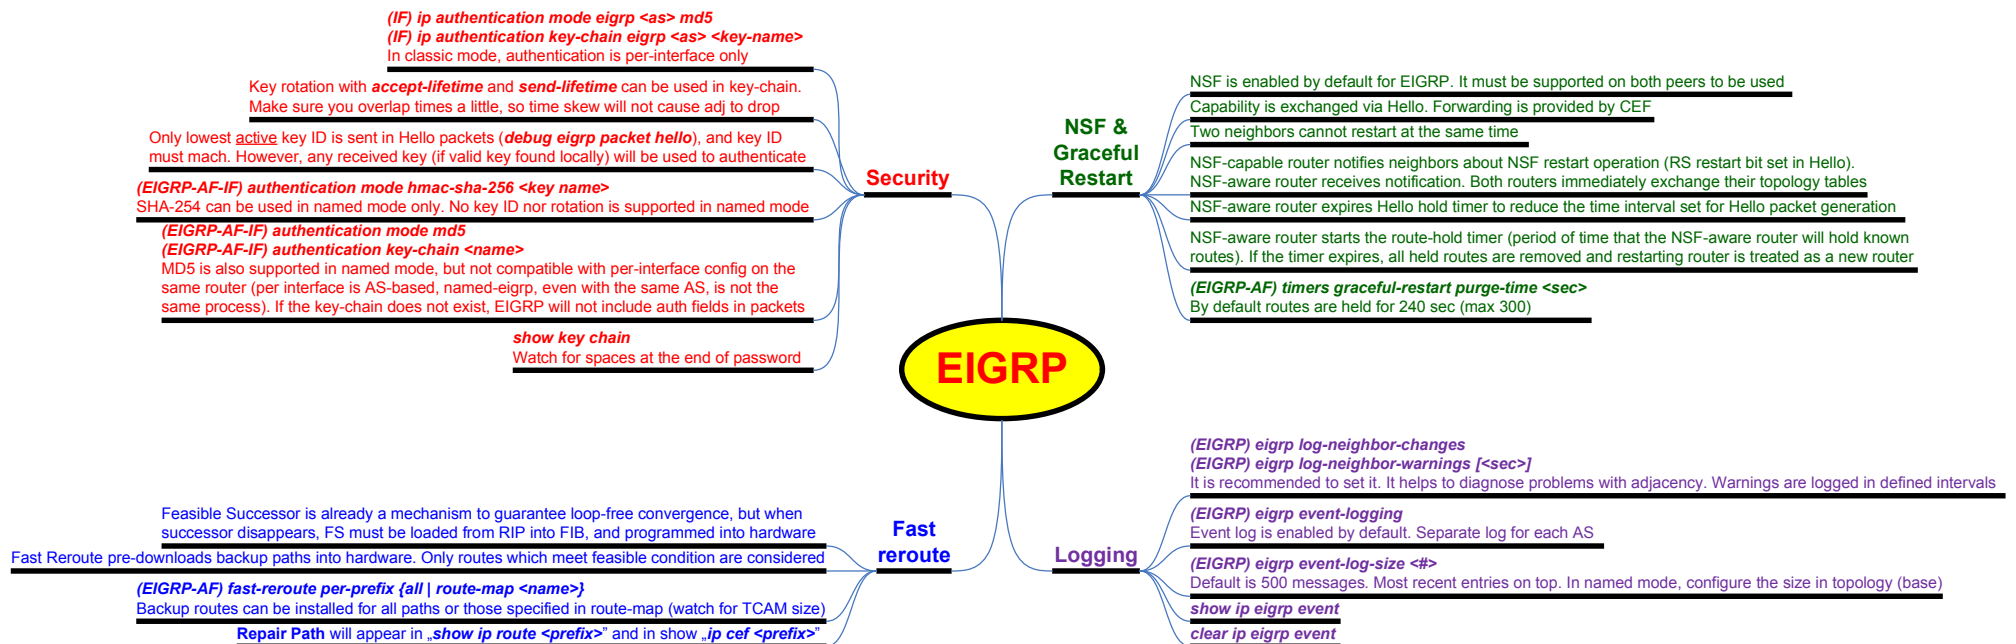 (IF) ip authentication mode eigrp <as> md5
(IF) ip authentication key-chain eigrp <as> <key-name>
In classic mode, authentication is per-interface only
Key rotation with accept-lifetime and send-lifetime can be used in key-chain.
Make sure you overlap times a little, so time skew will not cause adj to drop
Only lowest active key ID is sent in Hello packets (debug eigrp packet hello), and key ID
must mach. However, any received key (if valid key found locally) will be used to authenticate
Security
(EIGRP-AF-IF) authentication mode hmac-sha-256 <key name>
SHA-254 can be used in named mode only. No key ID nor rotation is supported in named mode
(EIGRP-AF-IF) authentication mode md5
(EIGRP-AF-IF) authentication key-chain <name>
MD5 is also supported in named mode, but not compatible with per-interface config on the
same router (per interface is AS-based, named-eigrp, even with the same AS, is not the
same process). If the key-chain does not exist, EIGRP will not include auth fields in packets
show key chain
Watch for spaces at the end of password
NSF &
Graceful
Restart
NSF is enabled by default for EIGRP. It must be supported on both peers to be used
Capability is exchanged via Hello. Forwarding is provided by CEF
Two neighbors cannot restart at the same time
NSF-capable router notifies neighbors about NSF restart operation (RS restart bit set in Hello).
NSF-aware router receives notification. Both routers immediately exchange their topology tables
NSF-aware router expires Hello hold timer to reduce the time interval set for Hello packet generation
NSF-aware router starts the route-hold timer (period of time that the NSF-aware router will hold known
routes). If the timer expires, all held routes are removed and restarting router is treated as a new router
(EIGRP-AF) timers graceful-restart purge-time <sec>
By default routes are held for 240 sec (max 300)
EIGRP
Feasible Successor is already a mechanism to guarantee loop-free convergence, but when
successor disappears, FS must be loaded from RIP into FIB, and programmed into hardware
Fast
reroute
Fast Reroute pre-downloads backup paths into hardware. Only routes which meet feasible condition are considered
(EIGRP-AF) fast-reroute per-prefix {all | route-map <name>}
Backup routes can be installed for all paths or those specified in route-map (watch for TCAM size)
Repair Path will appear in „show ip route <prefix>” and in show „ip cef <prefix>”
Logging
(EIGRP) eigrp log-neighbor-changes
(EIGRP) eigrp log-neighbor-warnings [<sec>]
It is recommended to set it. It helps to diagnose problems with adjacency. Warnings are logged in defined intervals
(EIGRP) eigrp event-logging
Event log is enabled by default. Separate log for each AS
(EIGRP) eigrp event-log-size <#>
Default is 500 messages. Most recent entries on top. In named mode, configure the size in topology (base)
show ip eigrp event
clear ip eigrp event